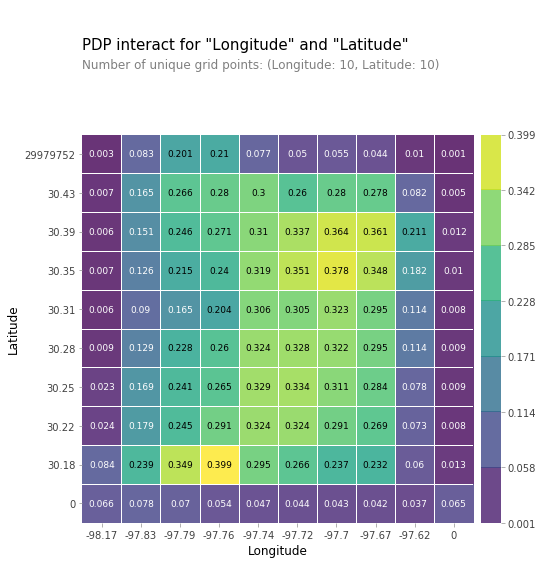 PDP interact for "Longitude" and "Latitude"
Number of unique grid points: (Longitude: 10, Latitude: 10)
29979752 0.003 0.083 0.201 0.21 0.077 0.05 0.055 0.044 0.01 0.001
30.43 0.007 0.165 0.266 0.28 0.3 0.26 0.28 0.278 0.082 0.005
30.39 0.006 0.151 0.246 0.271 0.31 0.337 0.364 0.361 0.211 0.012
30.35 0.007 0.126 0.215 0.24 0.319 0.351 0.378 0.348 0.182 0.01
30.31 0.006 0.09 0.165 0.204 0.306 0.305 0.323 0.295 0.114 0.008
30.28 0.009 0.129 0.228 0.26 0.324 0.328 0.322 0.295 0.114 0.009
30.25 0.023 0.169 0.241 0.265 0.329 0.334 0.311 0.284 0.078 0.009
30.22 0.024 0.179 0.245 0.291 0.324 0.324 0.291 0.269 0.073 0.008
30.18 0.084 0.239 0.349 0.399 0.295 0.266 0.237 0.232 0.06 0.013
0 0.066 0.078 0.07 0.054 0.047 0.044 0.043 0.042 0.037 0.065
-98.17 -97.83 -97.79 -97.76 -97.74 -97.72 -97.7 -97.67 -97.62 0
Longitude
Latitude
0.399
0.342
0.285
0.228
0.171
0.114
0.058
0.001